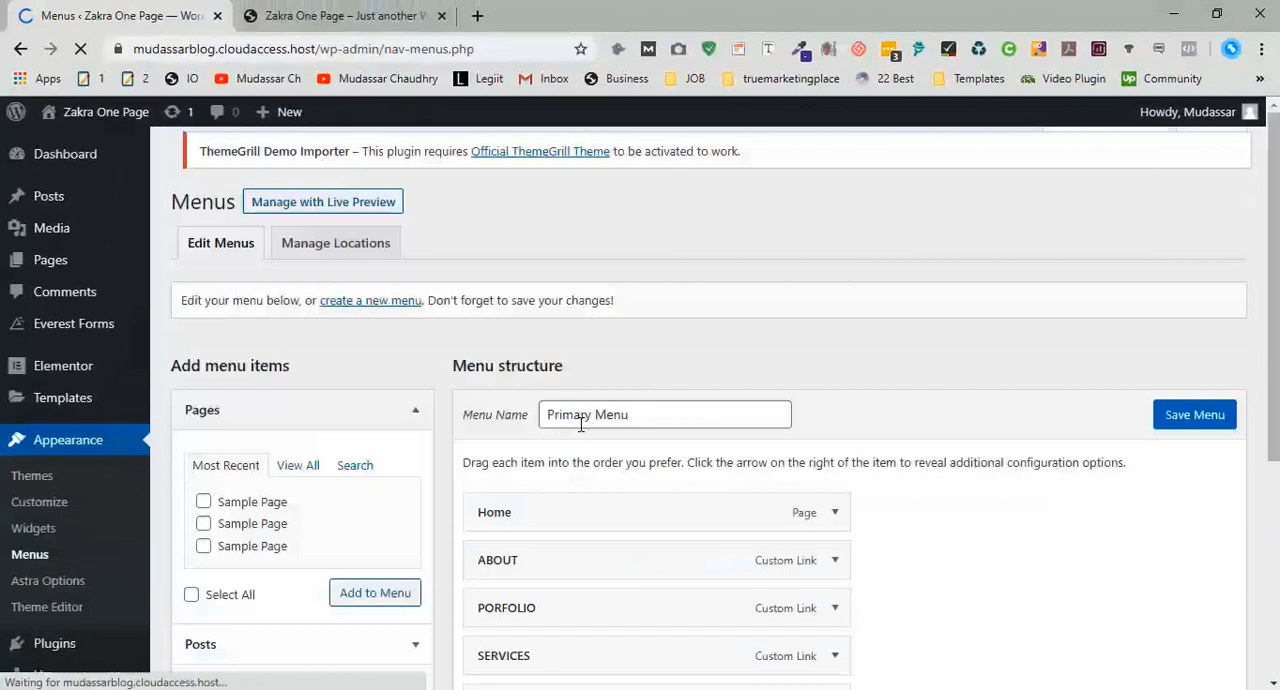 Menus ‹ Zakra One Page — Wor
Zakra One Page – Just another W
mudassarblog.cloudaccess.host/wp-admin/nav-menus.php
3
Apps
1
2
IO
Mudassar Ch
Mudassar Chaudhry
Legiit
Inbox
Business
JOB
truemarketingplace
22 Best
Templates
Video Plugin
Community
»
Zakra One Page
1
0
New
Howdy, Mudassar
Dashboard
Posts
Media
Pages
Comments
Everest Forms
Elementor
Templates
Appearance
Themes
Customize
Widgets
Menus
Astra Options
Theme Editor
Plugins
ThemeGrill Demo Importer – This plugin requires Official ThemeGrill Theme to be activated to work.
Menus
Manage with Live Preview
Edit Menus
Manage Locations
Edit your menu below, or create a new menu. Don't forget to save your changes!
Add menu items
Pages
Most Recent
View All
Search
Sample Page
Sample Page
Sample Page
Select All
Add to Menu
Posts
Menu structure
Menu Name
Primary Menu
Save Menu
Drag each item into the order you prefer. Click the arrow on the right of the item to reveal additional configuration options.
Home Page
ABOUT Custom Link
PORFOLIO Custom Link
SERVICES Custom Link
Waiting for mudassarblog.cloudaccess.host...